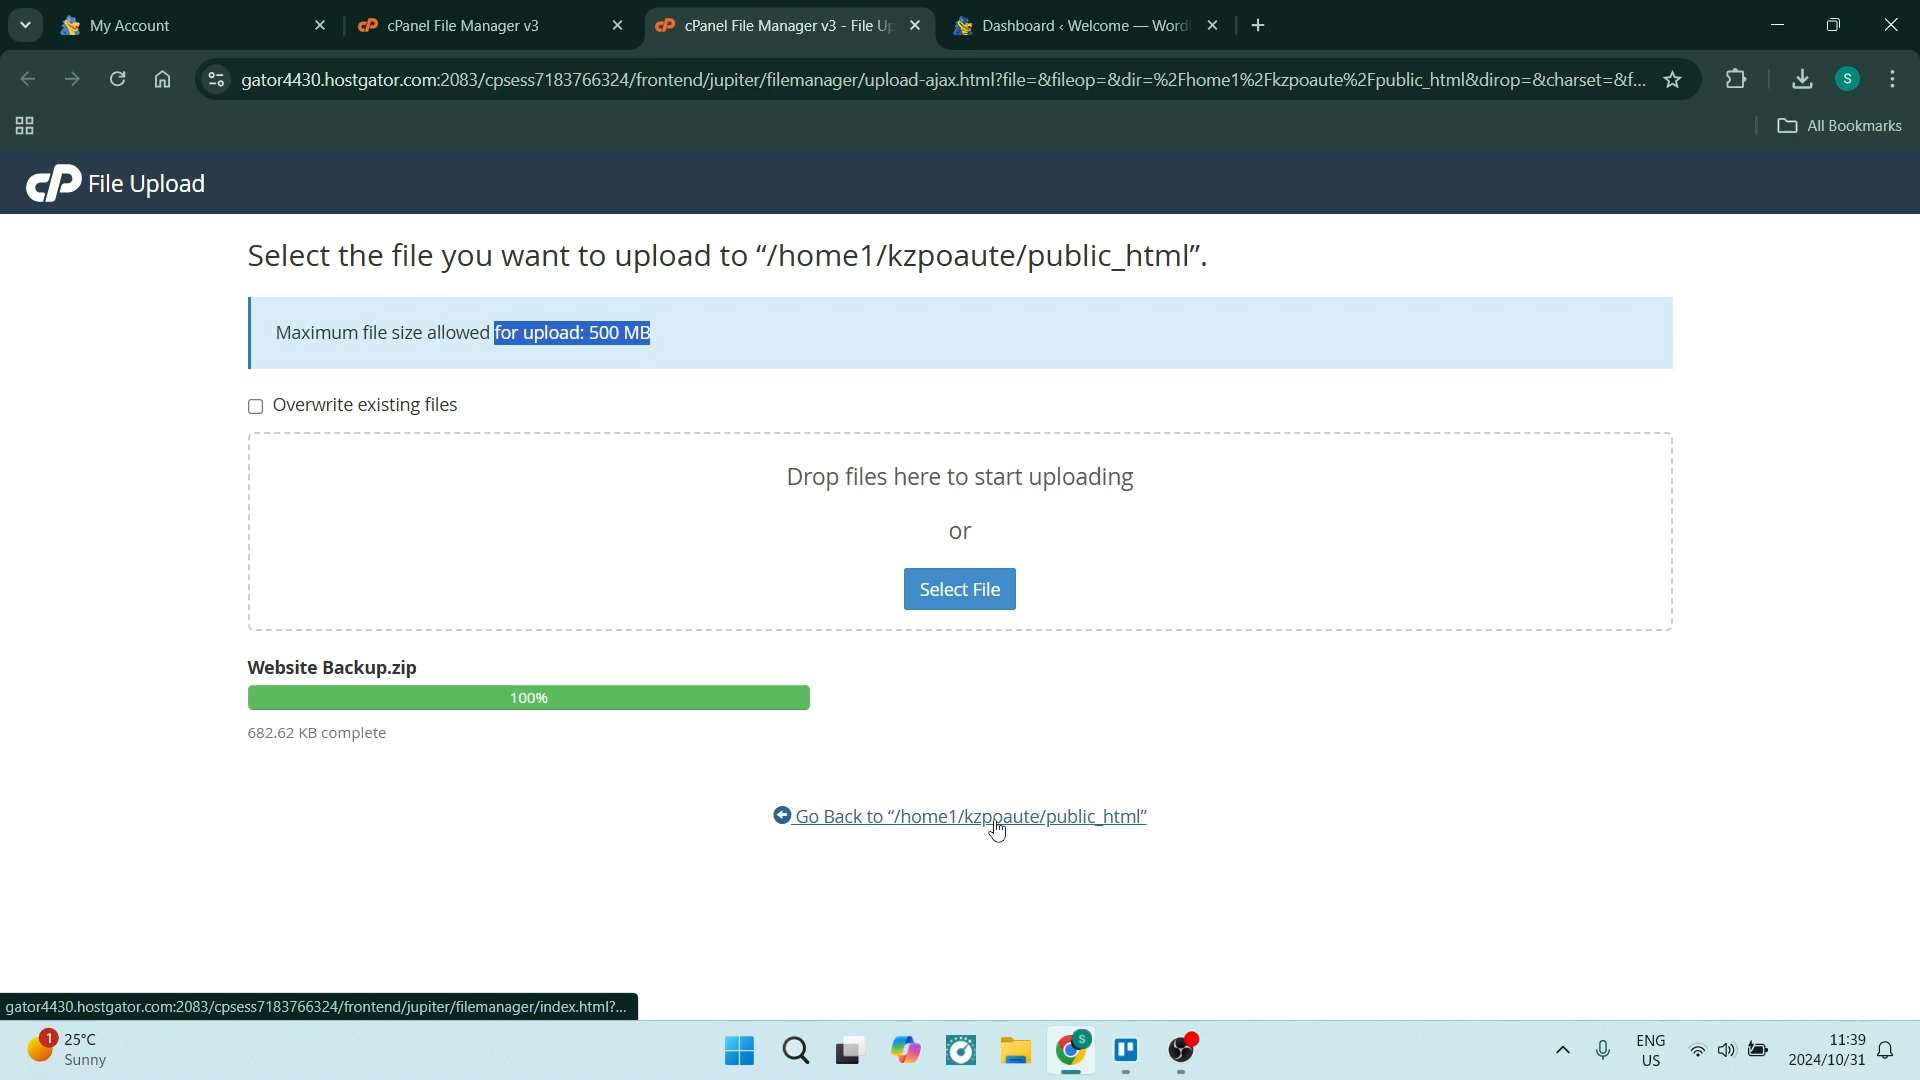 My Account
cPanel File Manager v3
cPanel File Manager v3 - File U
Dashboard ‹ Welcome — Word
gator4430.hostgator.com:2083/cpsess7183766324/frontend/jupiter/filemanager/upload-ajax.html?file=&fileop=&dir=%2Fhome1%2Fkzpoaute%2Fpublic_html&dirop=&charset=&f...
S
All Bookmarks
cP File Upload
Select the file you want to upload to “/home1/kzpoaute/public_html”.
Maximum file size allowed for upload: 500 MB
Overwrite existing files
Drop files here to start uploading
or
Select File
Website Backup.zip
100%
682.62 KB complete
Go Back to “/home1/kzpoaute/public_html”
gator4430.hostgator.com:2083/cpsess7183766324/frontend/jupiter/filemanager/index.html?...
1
25°C
Sunny
S
ENG
US
11:39
2024/10/31